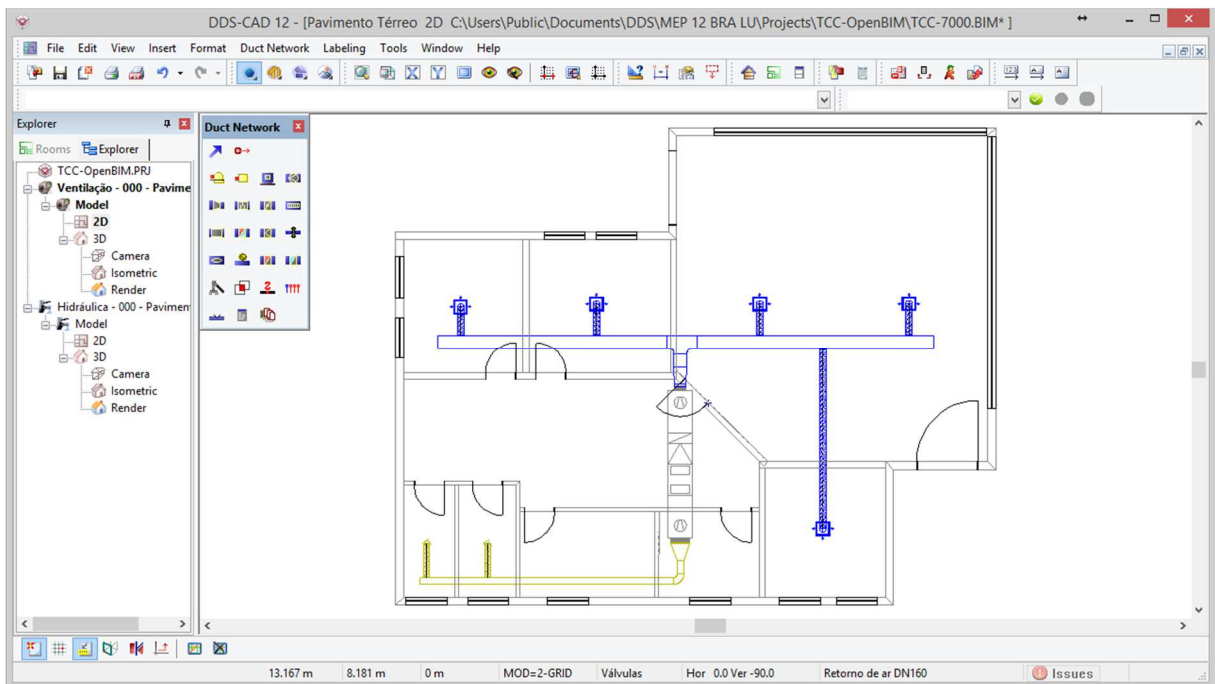 DDS-CAD 12 - [Pavimento Térreo 2D C:\Users\Public\Documents\DDS\MEP 12 BRA LU\Projects\TCC-OpenBIM\TCC-7000.BIM* ]
File Edit View Insert Format Duct Network Labeling Tools Window Help
Explorer
Duct Network
Rooms Explorer
TCC-OpenBIM.PRJ
Ventilação - 000 - Pavime
Model
2D
3D
Camera
Isometric
Render
Hidráulica - 000 - Pavimen
Model
2D
3D
Camera
Isometric
Render
13.167 m 8.181 m 0 m MOD=2-GRID Válvulas Hor 0.0 Ver -90.0 Retorno de ar DN160 Issues